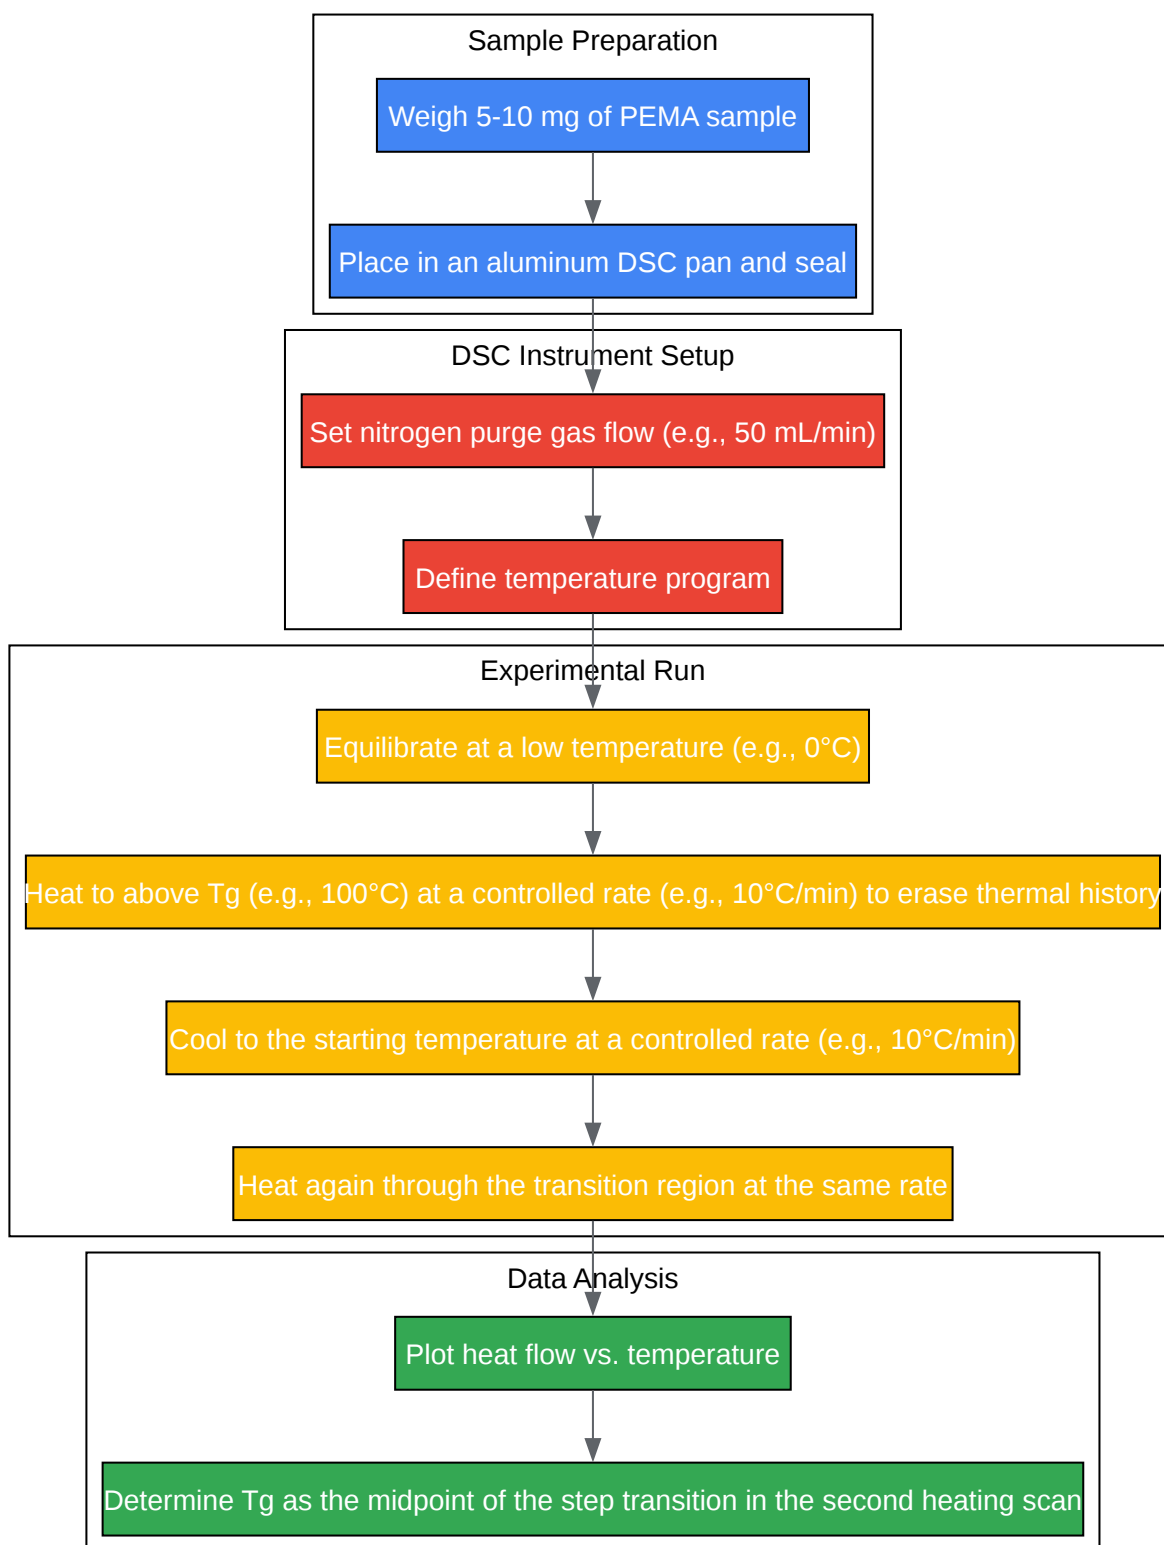 Sample Preparation
Weigh 5-10 mg of PEMA sample
Place in an aluminum DSC pan and seal
DSC Instrument Setup
Set nitrogen purge gas flow (e.g., 50 mL/min)
Define temperature program
Experimental Run
Equilibrate at a low temperature (e.g., 0°C)
Heat to above Tg (e.g., 100°C) at a controlled rate (e.g., 10°C/min) to erase thermal history
Cool to the starting temperature at a controlled rate (e.g., 10°C/min)
Heat again through the transition region at the same rate
Data Analysis
Plot heat flow vs. temperature
Determine Tg as the midpoint of the step transition in the second heating scan